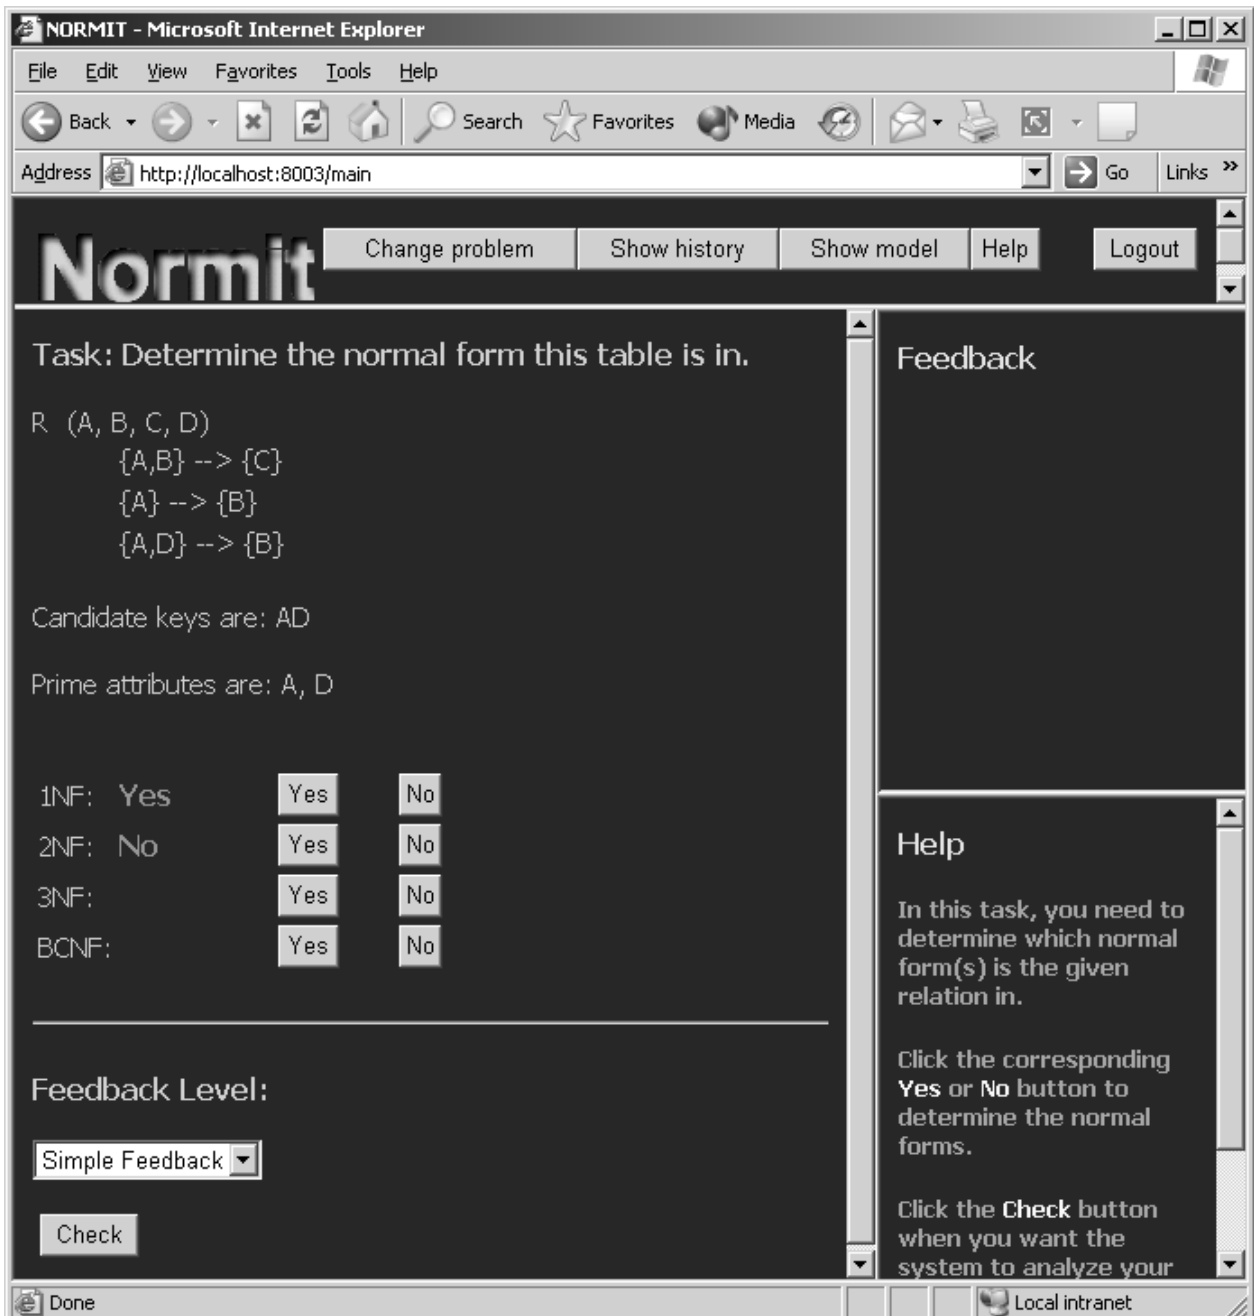 NORMIT - Microsoft Internet Explorer
File Edit View Favorites Tools Help
Back Search Favorites Media
Address http://localhost:8003/main Go Links »
Normit Change problem Show history Show model Help Logout
Task: Determine the normal form this table is in.
R (A, B, C, D)
{A,B} --> {C}
{A} --> {B}
{A,D} --> {B}
Candidate keys are: AD
Prime attributes are: A, D
1NF: Yes Yes No
2NF: No Yes No
3NF: Yes No
BCNF: Yes No
Feedback Level:
Simple Feedback
Check
Feedback
Help
In this task, you need to
determine which normal
form(s) is the given
relation in.
Click the corresponding
Yes or No button to
determine the normal
forms.
Click the Check button
when you want the
system to analyze your
Done Local intranet